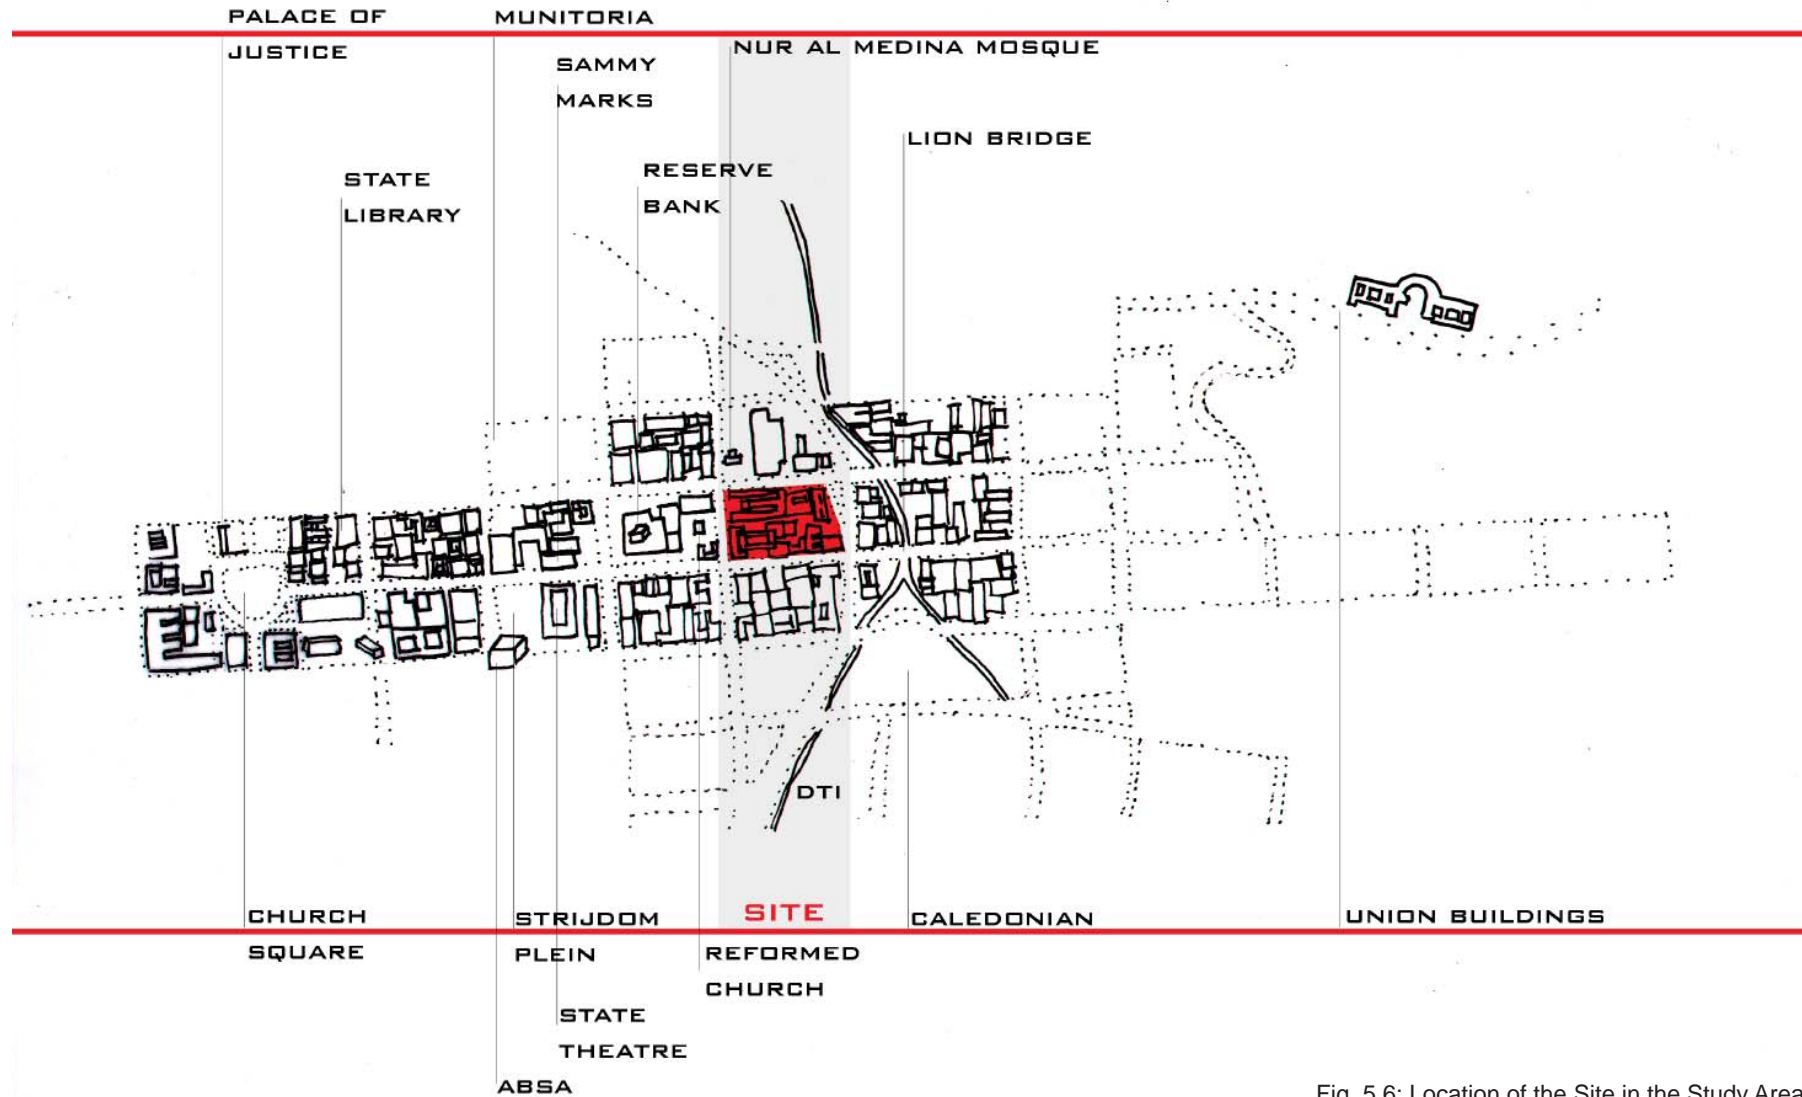 PALACE OF
JUSTICE
MUNITORIA
SAMMY
MARKS
NUR AL MEDINA MOSQUE
LION BRIDGE
RESERVE
BANK
STATE
LIBRARY
DTI
CHURCH
SQUARE
STRIJDOM
PLEIN
SITE
CALEDONIAN
UNION BUILDINGS
REFORMED
CHURCH
STATE
THEATRE
ABSA
Fig. 5.6: Location of the Site in the Study Area